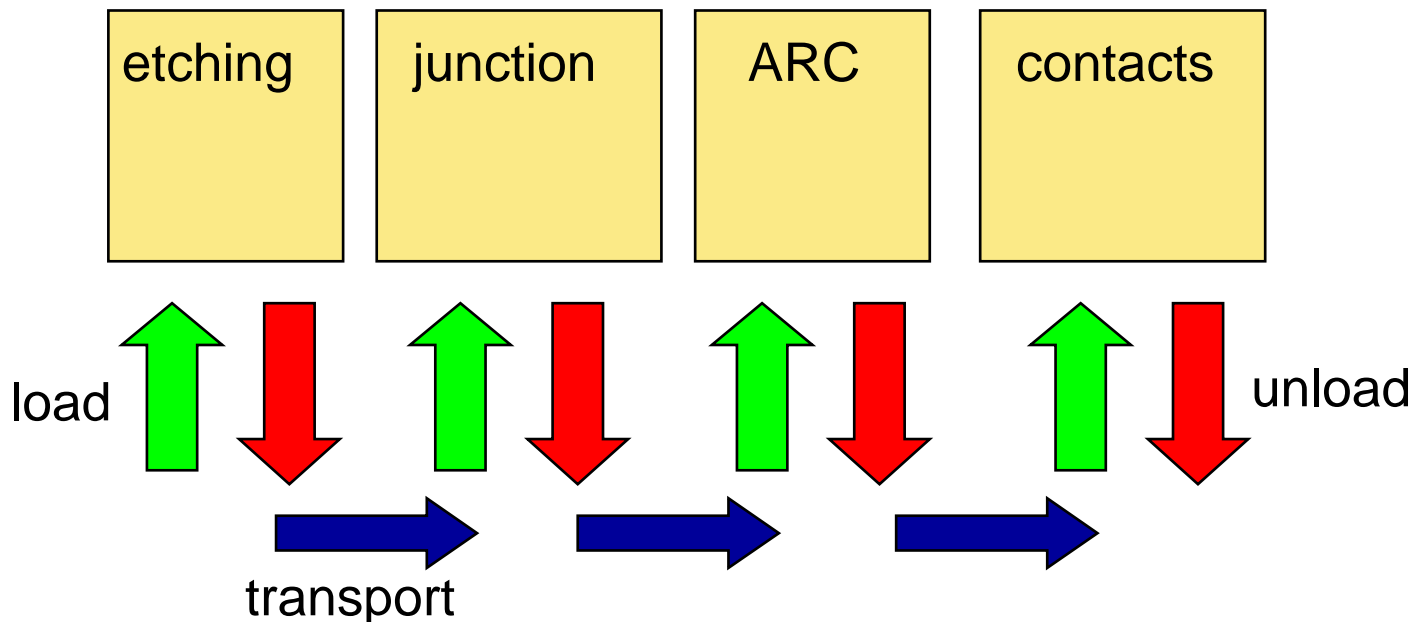 etching
junction
ARC
contacts
load
unload
transport